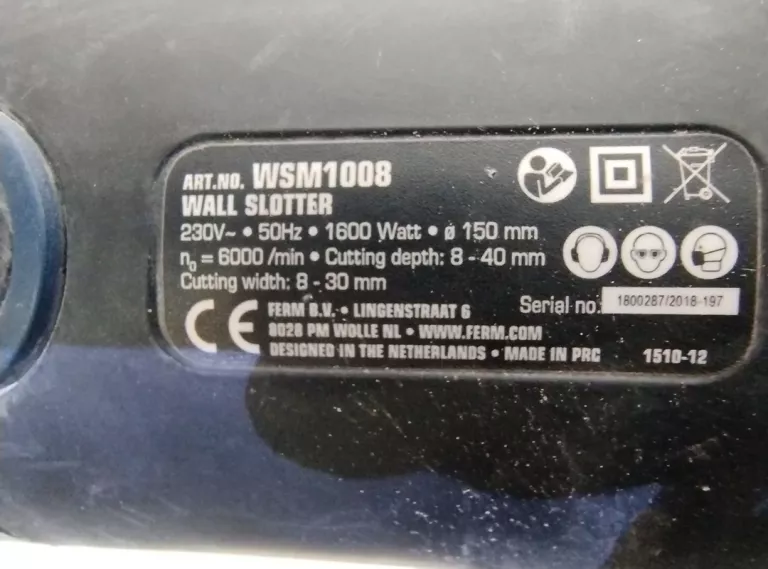 ART.NO. WSM1008
WALL SLOTTER
230V~ • 50Hz • 1600 Watt • ø 150 mm
n₀ = 6000 /min • Cutting depth: 8 - 40 mm
Cutting width: 8 - 30 mm
Serial no. 1800287/2018-197
CE
FERM B.V. • LINGENSTRAAT 6
8028 PM WOLLE NL • WWW.FERM.COM
DESIGNED IN THE NETHERLANDS • MADE IN PRC 1510-12